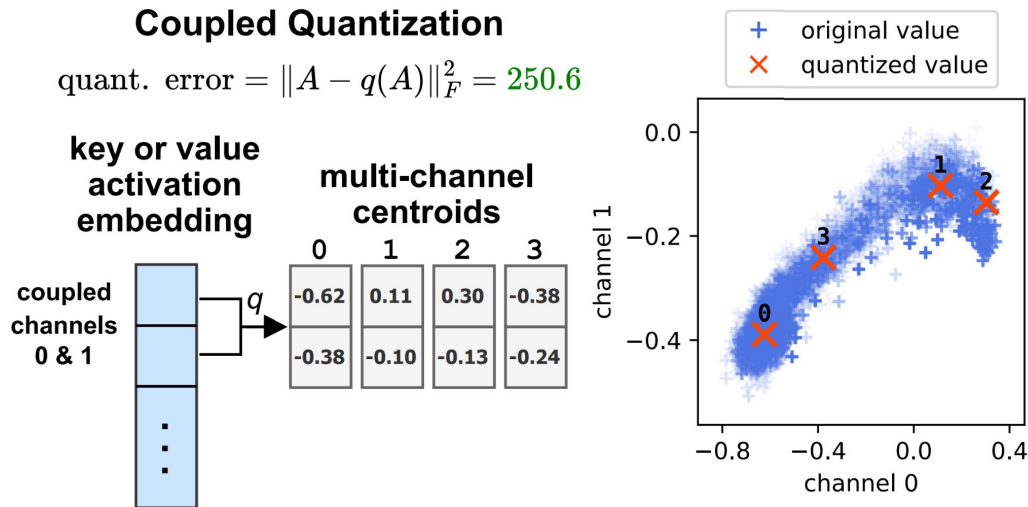 Coupled Quantization
quant. error = ‖A − q(A)‖²_F = 250.6
key or value
activation
embedding
multi-channel
centroids
0 1 2 3
coupled
channels
0 & 1
q
-0.62 0.11 0.30 -0.38
-0.38 -0.10 -0.13 -0.24
original value
quantized value
0.0
−0.2
−0.4
channel 1
1
2
3
0
−0.8 −0.4 0.0 0.4
channel 0